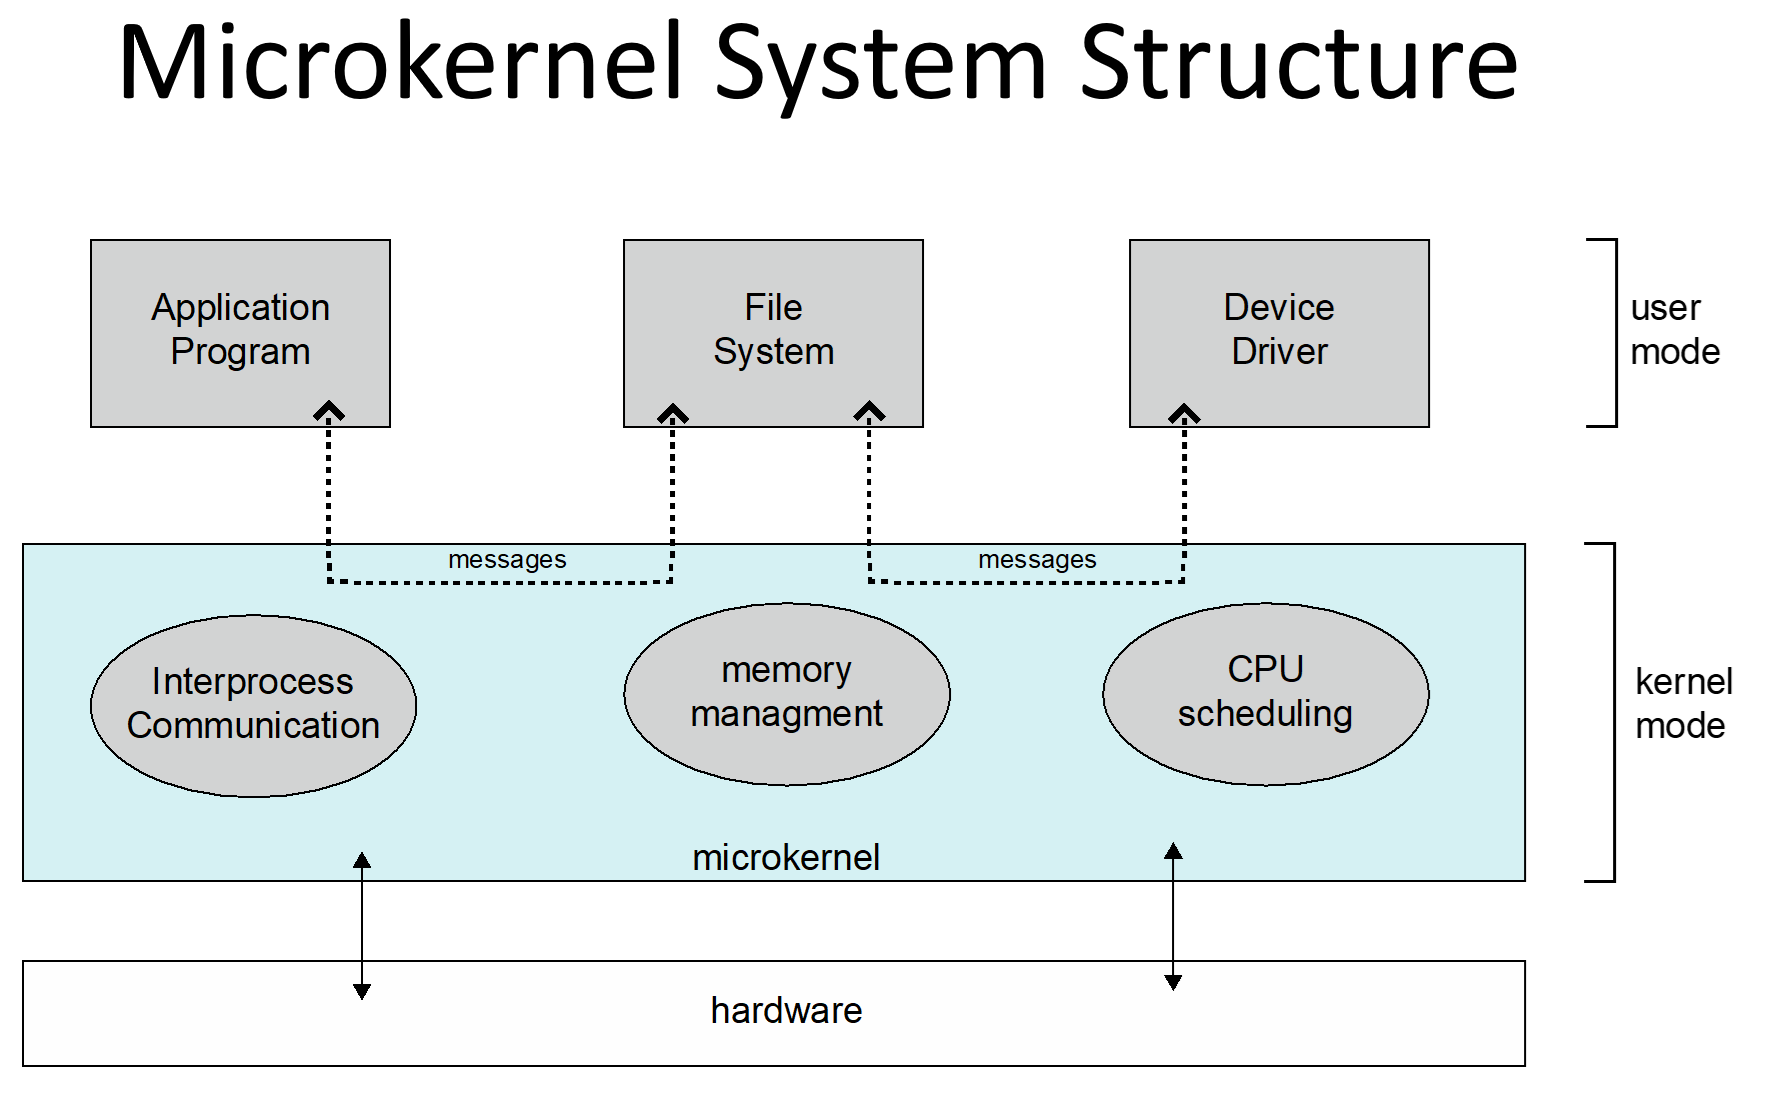 Microkernel System Structure
Application
Program
File
System
Device
Driver
user
mode
messages
messages
Interprocess
Communication
memory
managment
CPU
scheduling
kernel
mode
microkernel
hardware